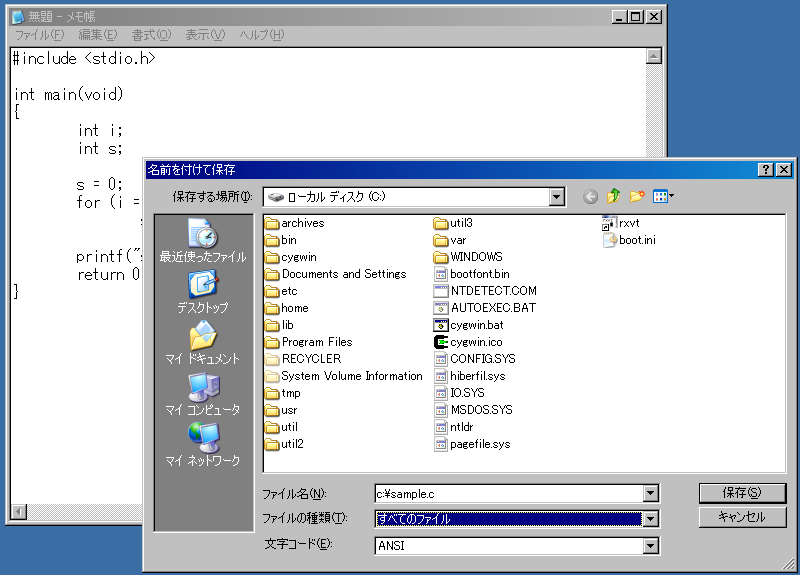 無題 - メモ帳
ファイル(F) 編集(E) 書式(O) 表示(V) ヘルプ(H)
#include <stdio.h>
int main(void)
{
int i;
int s;
s = 0;
for (i =
printf("s
return 0
}
名前を付けて保存
保存する場所(I): ローカル ディスク (C:)
最近使ったファイル
デスクトップ
マイ ドキュメント
マイ コンピュータ
マイ ネットワーク
archives
bin
cygwin
Documents and Settings
etc
home
lib
Program Files
RECYCLER
System Volume Information
tmp
usr
util
util2
util3
var
WINDOWS
bootfont.bin
NTDETECT.COM
AUTOEXEC.BAT
cygwin.bat
cygwin.ico
CONFIG.SYS
hiberfil.sys
IO.SYS
MSDOS.SYS
ntldr
pagefile.sys
rxvt
boot.ini
ファイル名(N): c:¥sample.c 保存(S)
ファイルの種類(T): すべてのファイル キャンセル
文字コード(E): ANSI